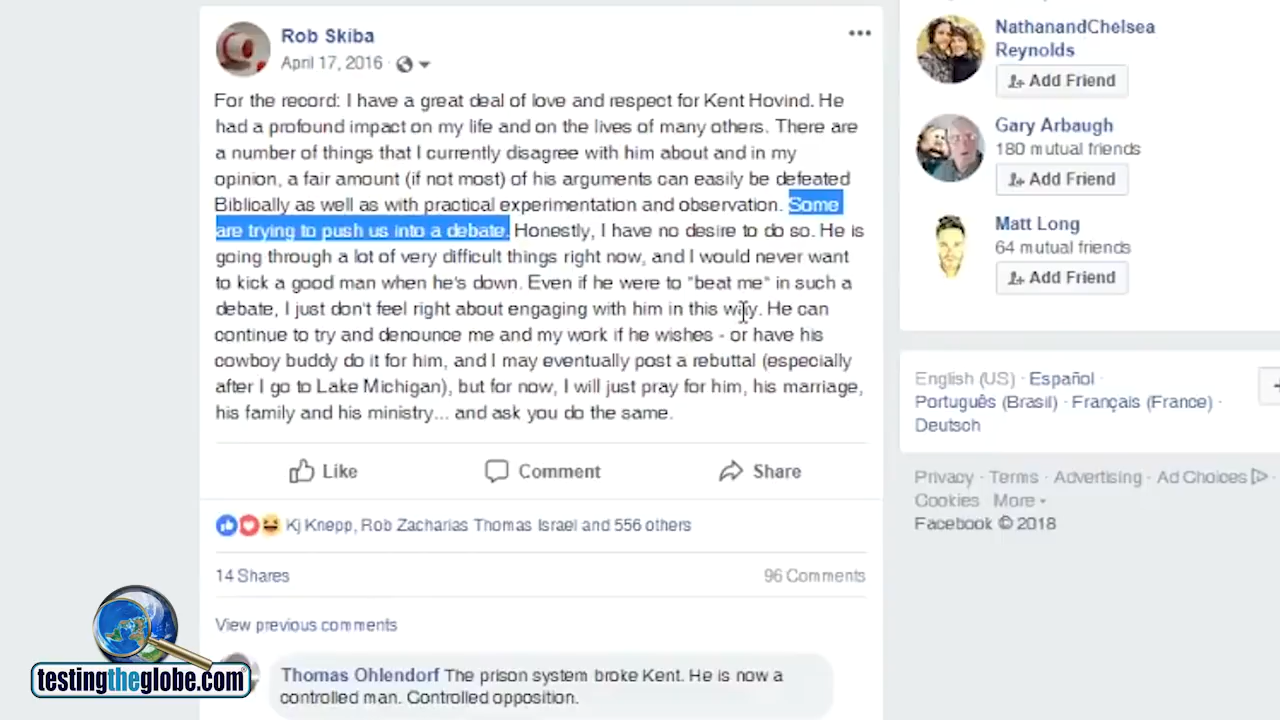 Rob Skiba
April 17, 2016 ·
For the record: I have a great deal of love and respect for Kent Hovind. He
had a profound impact on my life and on the lives of many others. There are
a number of things that I currently disagree with him about and in my
opinion, a fair amount (if not most) of his arguments can easily be defeated
Biblically as well as with practical experimentation and observation. Some
are trying to push us into a debate. Honestly, I have no desire to do so. He is
going through a lot of very difficult things right now, and I would never want
to kick a good man when he's down. Even if he were to "beat me" in such a
debate, I just don't feel right about engaging with him in this way. He can
continue to try and denounce me and my work if he wishes - or have his
cowboy buddy do it for him, and I may eventually post a rebuttal (especially
after I go to Lake Michigan), but for now, I will just pray for him, his marriage,
his family and his ministry... and ask you do the same.
Like Comment Share
Kj Knepp, Rob Zacharias Thomas Israel and 556 others
14 Shares 96 Comments
View previous comments
Thomas Ohlendorf The prison system broke Kent. He is now a
controlled man. Controlled opposition.
NathanandChelsea
Reynolds
Add Friend
Gary Arbaugh
180 mutual friends
Add Friend
Matt Long
64 mutual friends
Add Friend
English (US) · Español ·
Português (Brasil) · Français (France) ·
Deutsch
Privacy · Terms · Advertising · Ad Choices ·
Cookies · More
Facebook © 2018
testingtheglobe.com